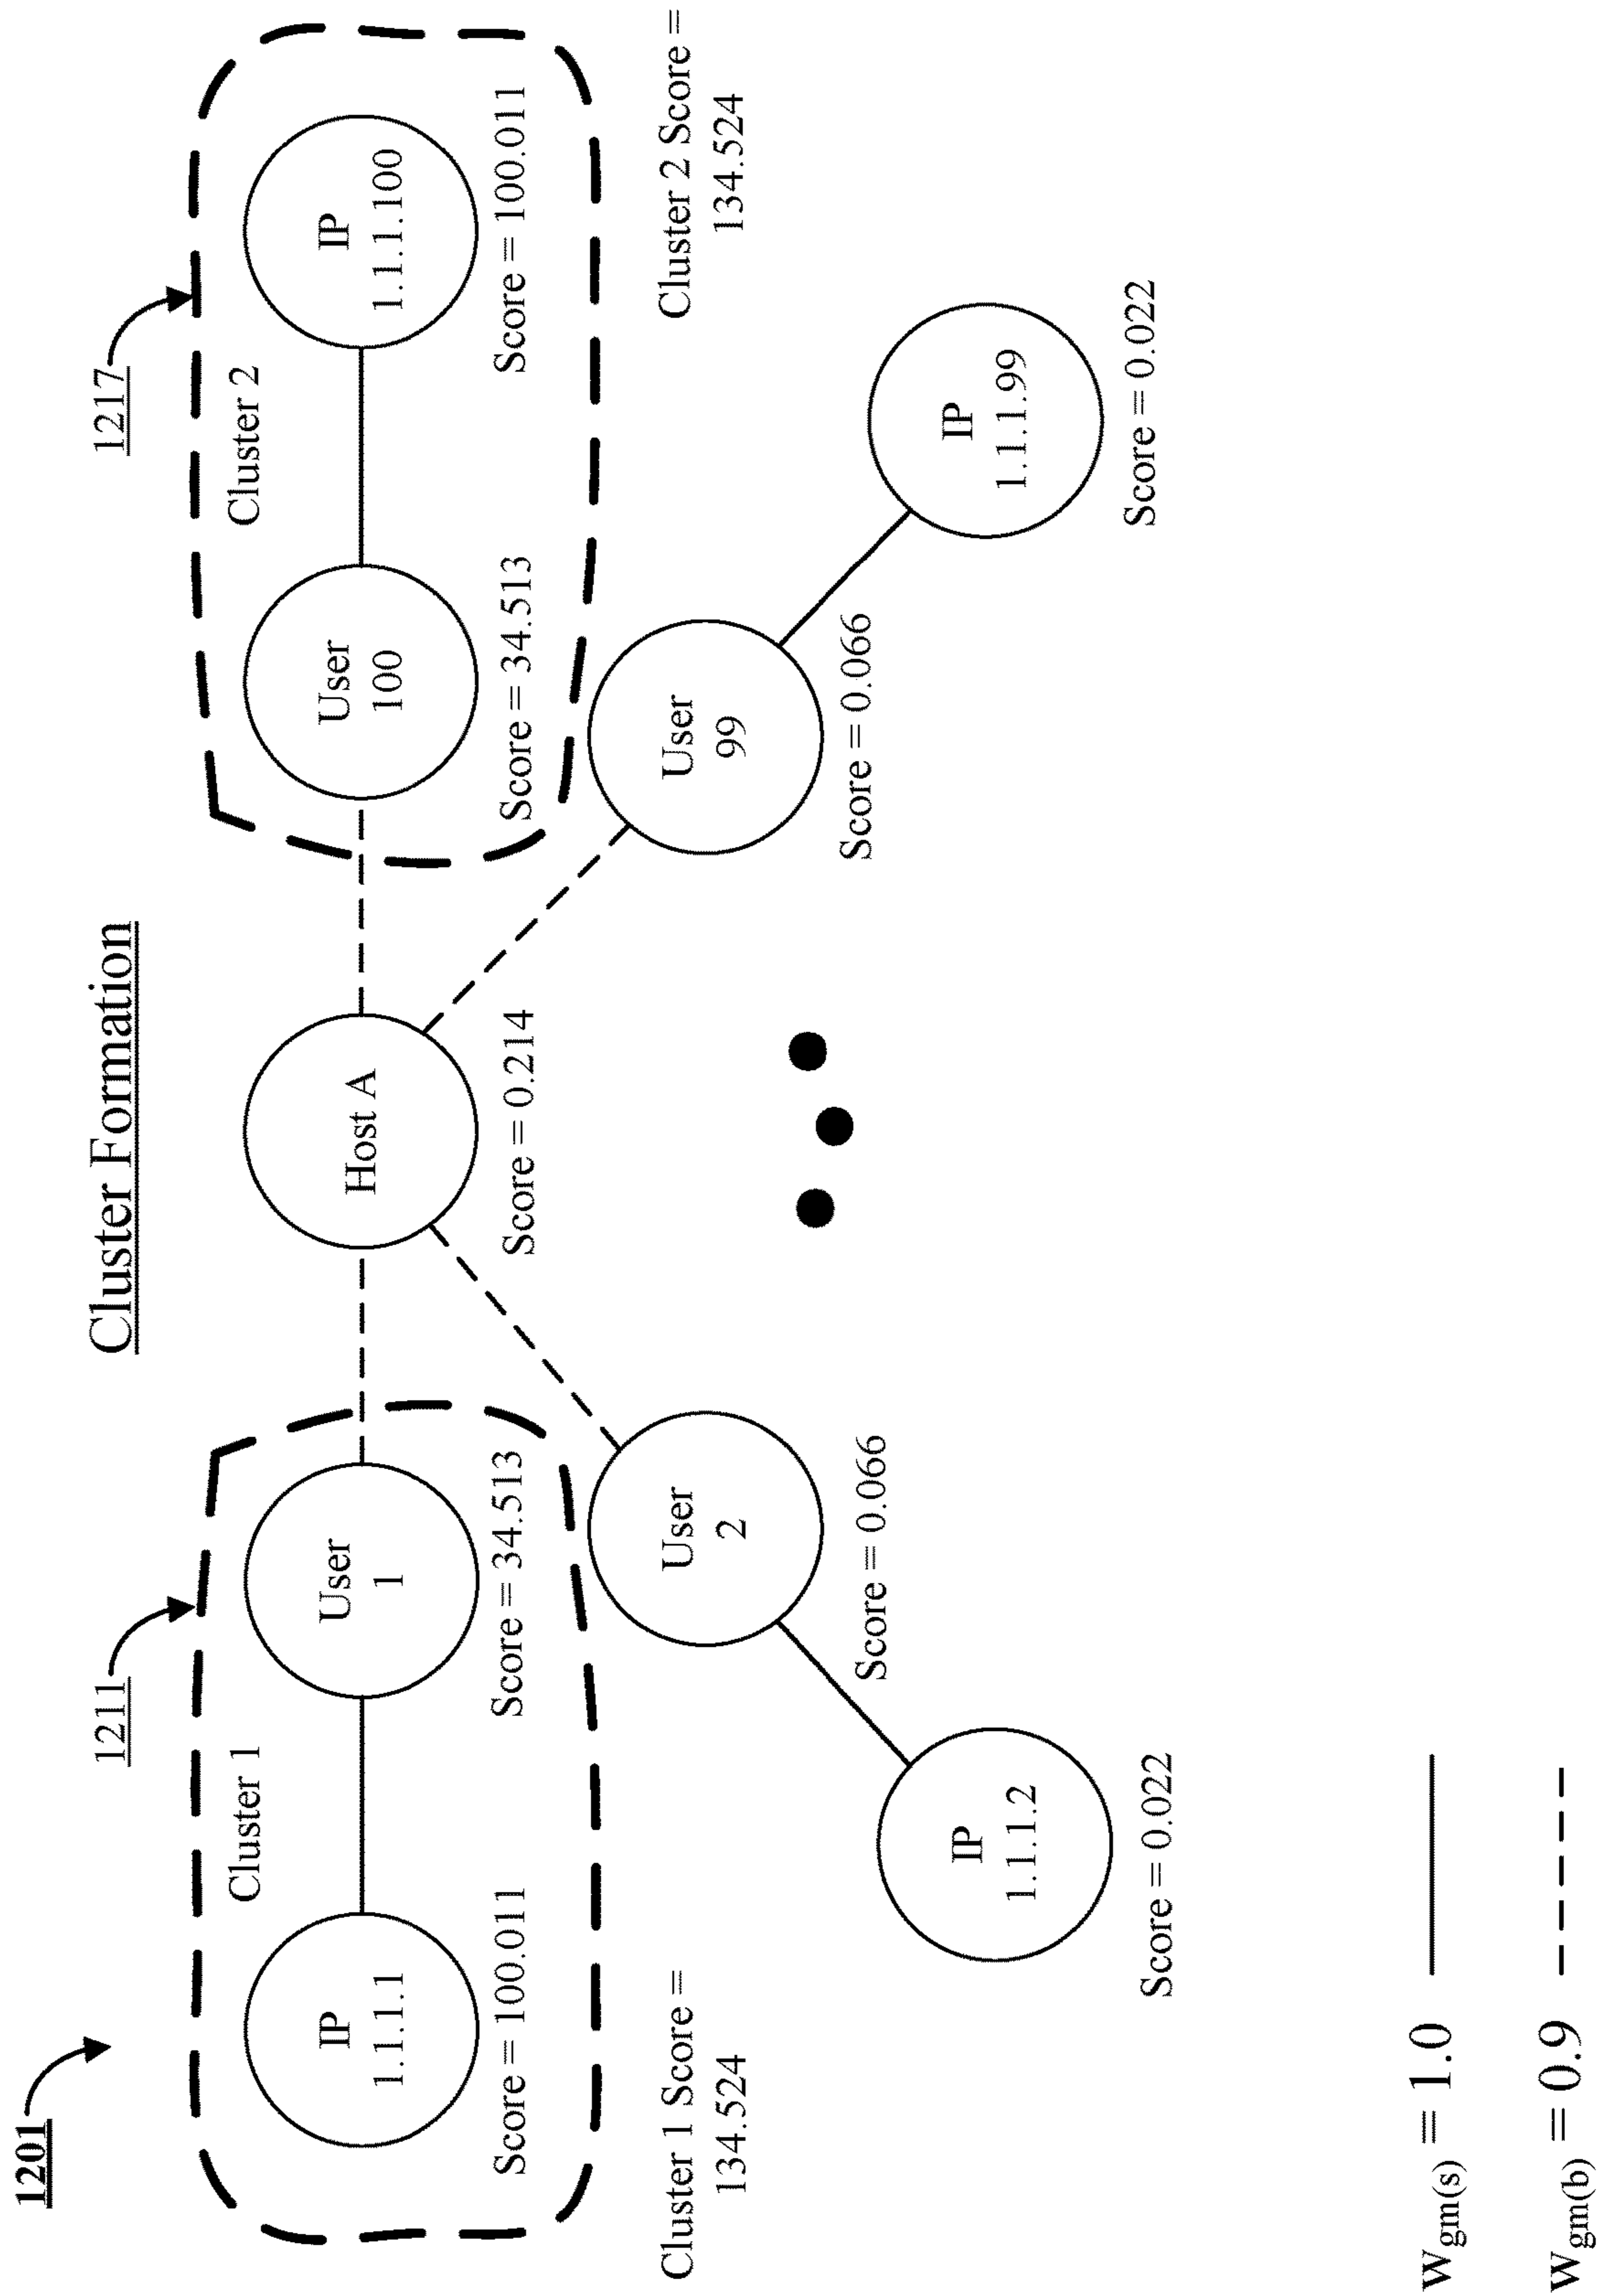 1201
Cluster Formation
1211
1217
Cluster 1
Cluster 2
IP
1.1.1.1
User
1
Host A
User
100
IP
1.1.1.100
Score = 100.011
Score = 34.513
Score = 0.214
Score = 34.513
Score = 100.011
Cluster 1 Score =
134.524
User
2
User
99
Cluster 2 Score =
134.524
Score = 0.066
Score = 0.066
IP
1.1.1.2
IP
1.1.1.99
Score = 0.022
Score = 0.022
Wgm(s) = 1.0
Wgm(b) = 0.9